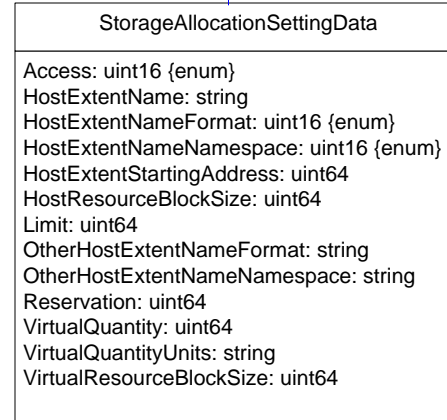 StorageAllocationSettingData
Access: uint16 {enum}
HostExtentName: string
HostExtentNameFormat: uint16 {enum}
HostExtentNameNamespace: uint16 {enum}
HostExtentStartingAddress: uint64
HostResourceBlockSize: uint64
Limit: uint64
OtherHostExtentNameFormat: string
OtherHostExtentNameNamespace: string
Reservation: uint64
VirtualQuantity: uint64
VirtualQuantityUnits: string
VirtualResourceBlockSize: uint64